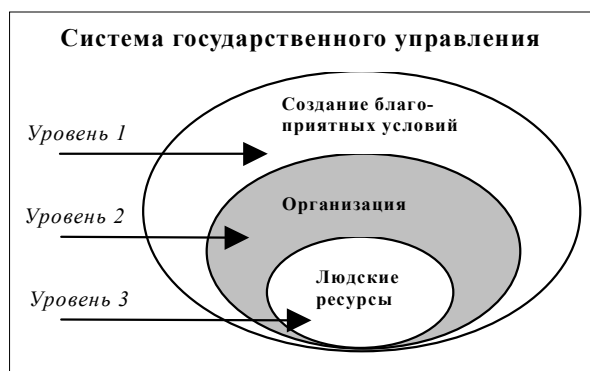 Система государственного управления
Создание благо-
приятных условий
Уровень 1
Организация
Уровень 2
Людские
ресурсы
Уровень 3